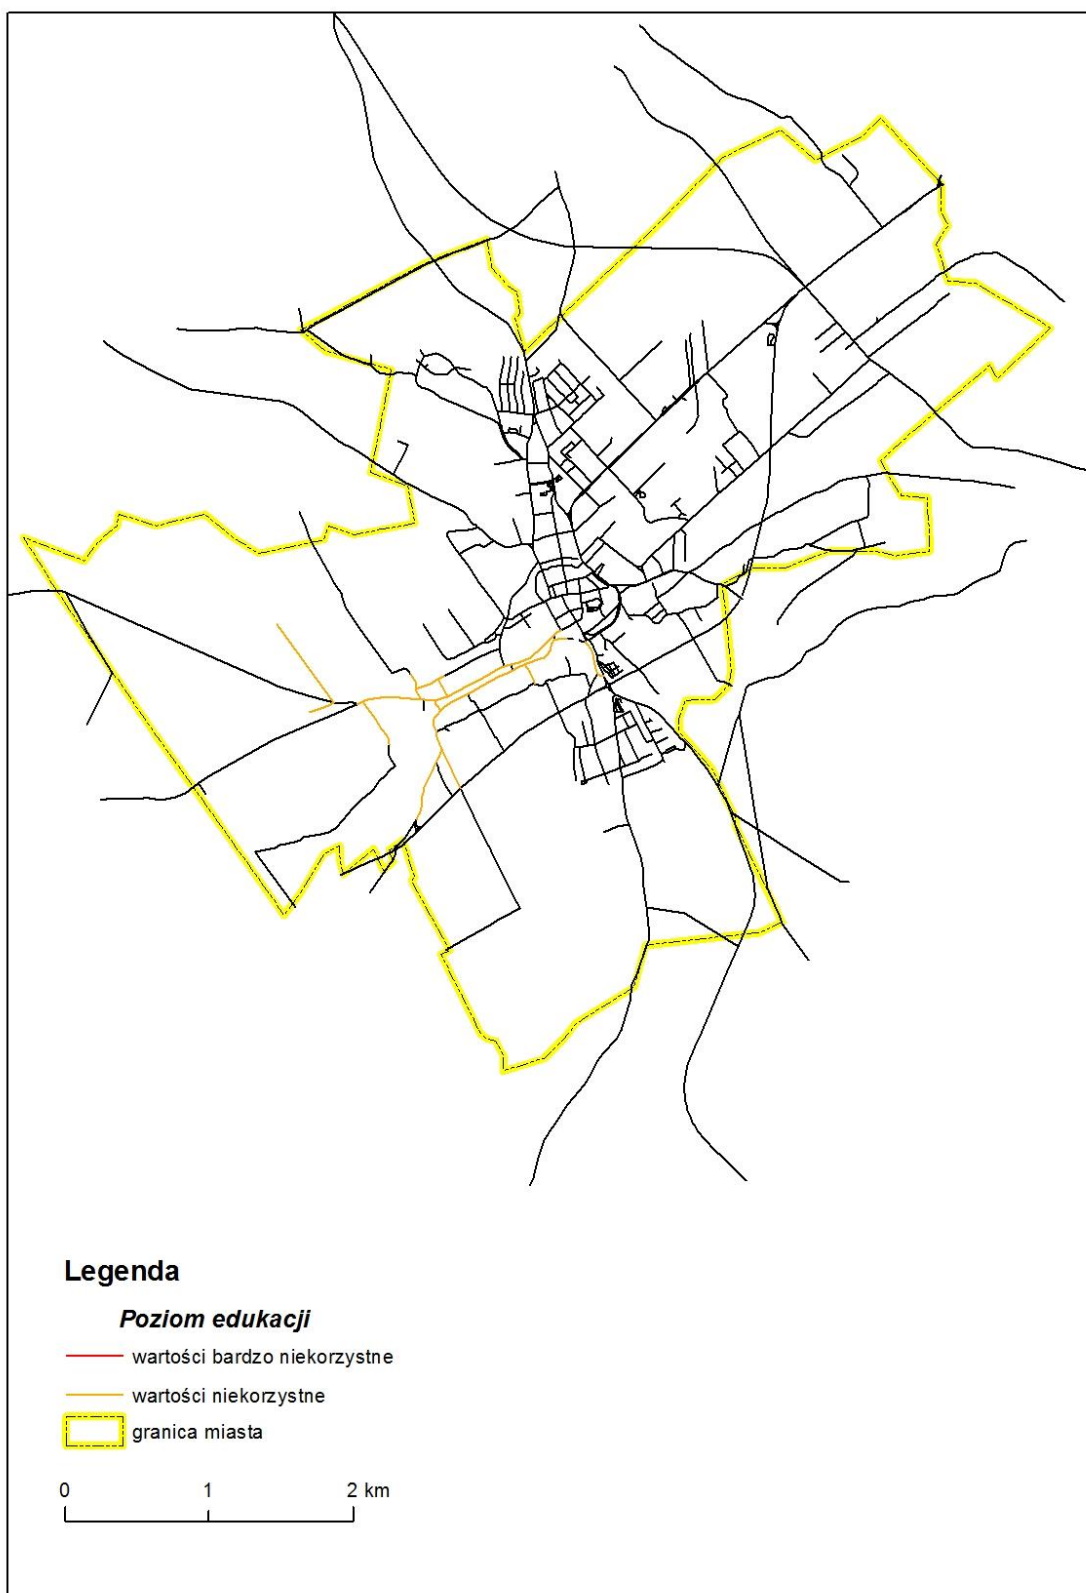 Legenda
Poziom edukacji
wartości bardzo niekorzystne
wartości niekorzystne
granica miasta
0 1 2 km